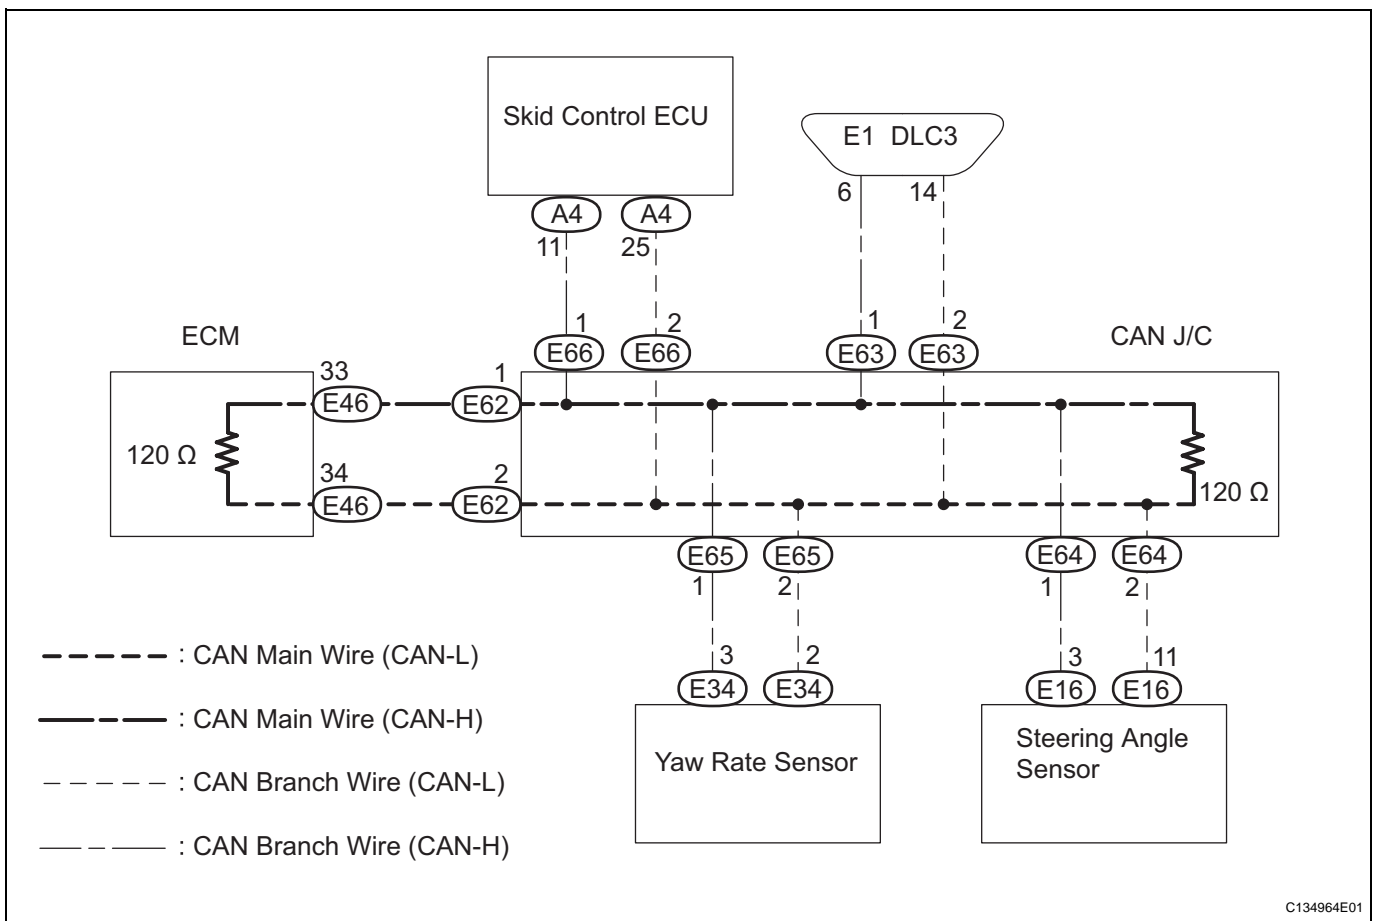 Skid Control ECU
E1 DLC3
6 14
A4 A4
11 25
1 2 1 2
ECM
E66 E66 E63 E63
CAN J/C
33 1
E46 E62
120 Ω
34 2
E46 E62
120 Ω
E65 E65 E64 E64
1 2 1 2
3 2 3 11
E34 E34 E16 E16
Yaw Rate Sensor
Steering Angle
Sensor
: CAN Main Wire (CAN-L)
: CAN Main Wire (CAN-H)
: CAN Branch Wire (CAN-L)
: CAN Branch Wire (CAN-H)
C134964E01